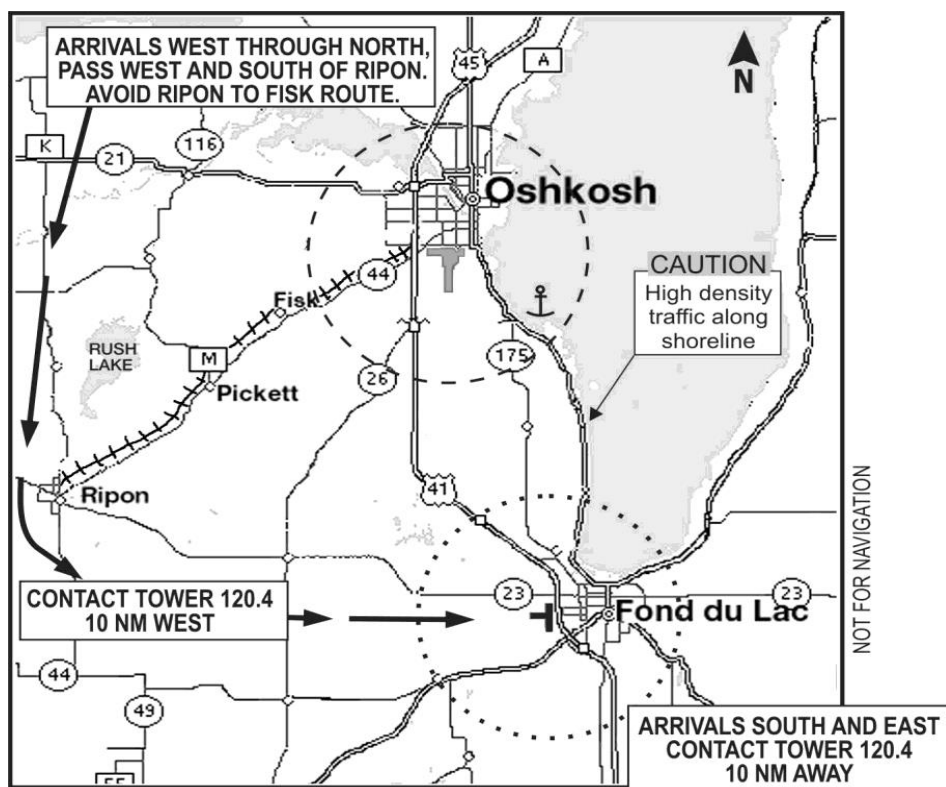 ARRIVALS WEST THROUGH NORTH,
PASS WEST AND SOUTH OF RIPON.
AVOID RIPON TO FISK ROUTE.
45
A
N
K
21
116
Oshkosh
44
Fisk
CAUTION
High density
traffic along
shoreline
RUSH
LAKE
M
Pickett
26
175
Ripon
41
NOT FOR NAVIGATION
CONTACT TOWER 120.4
10 NM WEST
23
23
Fond du Lac
44
49
ARRIVALS SOUTH AND EAST
CONTACT TOWER 120.4
10 NM AWAY